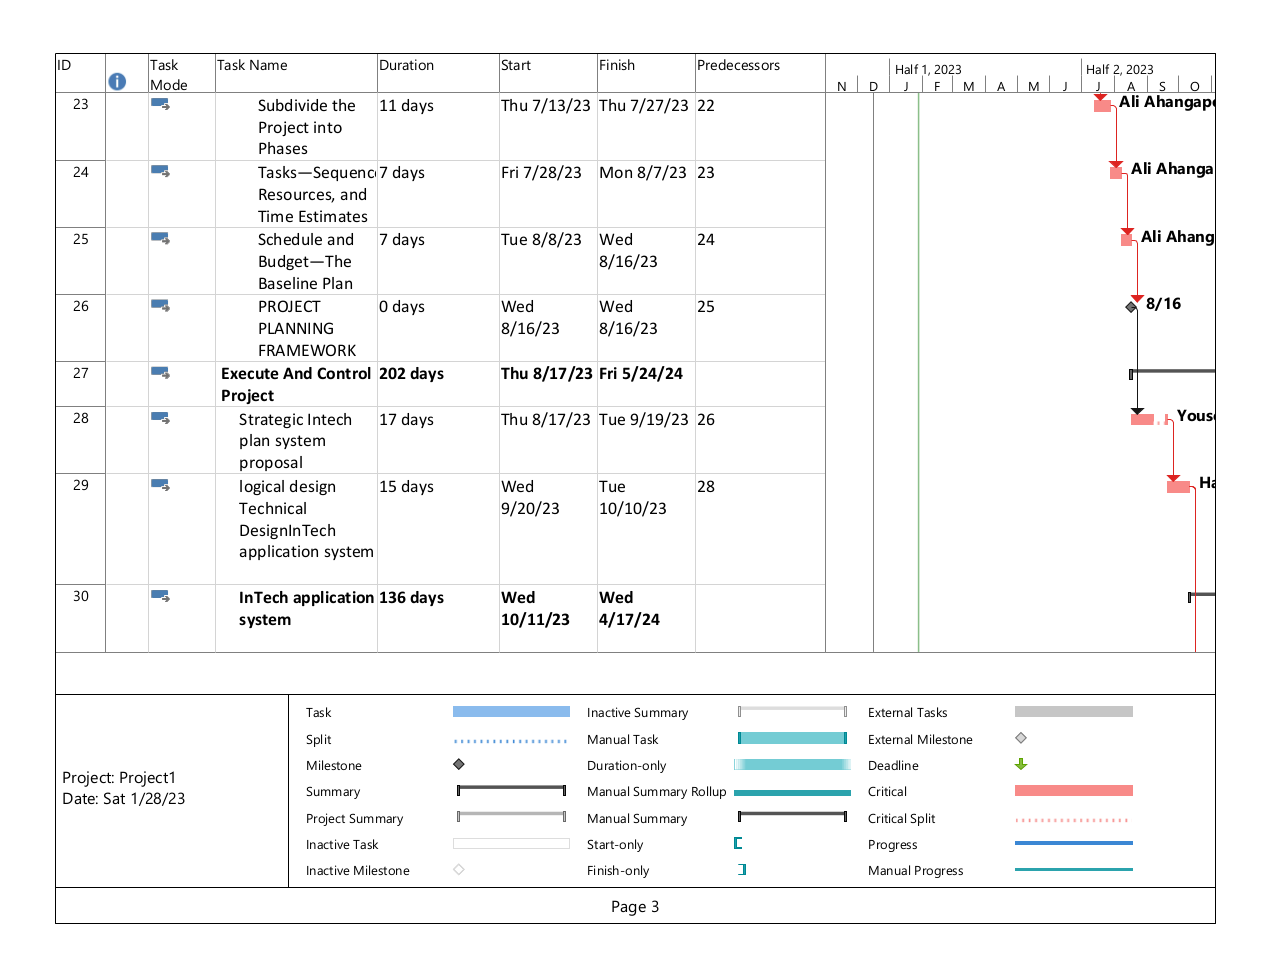 ID
Task Mode
Task Name
Duration
Start
Finish
Predecessors
Half 1, 2023
Half 2, 2023
N D J F M A M J J A S O
23
Subdivide the
Project into
Phases
11 days
Thu 7/13/23
Thu 7/27/23
22
Ali Ahangape
24
Tasks—Sequenc
Resources, and
Time Estimates
7 days
Fri 7/28/23
Mon 8/7/23
23
Ali Ahanga
25
Schedule and
Budget—The
Baseline Plan
7 days
Tue 8/8/23
Wed
8/16/23
24
Ali Ahang
26
PROJECT
PLANNING
FRAMEWORK
0 days
Wed
8/16/23
Wed
8/16/23
25
8/16
27
Execute And Control
Project
202 days
Thu 8/17/23
Fri 5/24/24
28
Strategic Intech
plan system
proposal
17 days
Thu 8/17/23
Tue 9/19/23
26
Yous
29
logical design
Technical
DesignInTech
application system
15 days
Wed
9/20/23
Tue
10/10/23
28
Ha
30
InTech application
system
136 days
Wed
10/11/23
Wed
4/17/24
Project: Project1
Date: Sat 1/28/23
Task
Split
Milestone
Summary
Project Summary
Inactive Task
Inactive Milestone
Inactive Summary
Manual Task
Duration-only
Manual Summary Rollup
Manual Summary
Start-only
Finish-only
External Tasks
External Milestone
Deadline
Critical
Critical Split
Progress
Manual Progress
Page 3